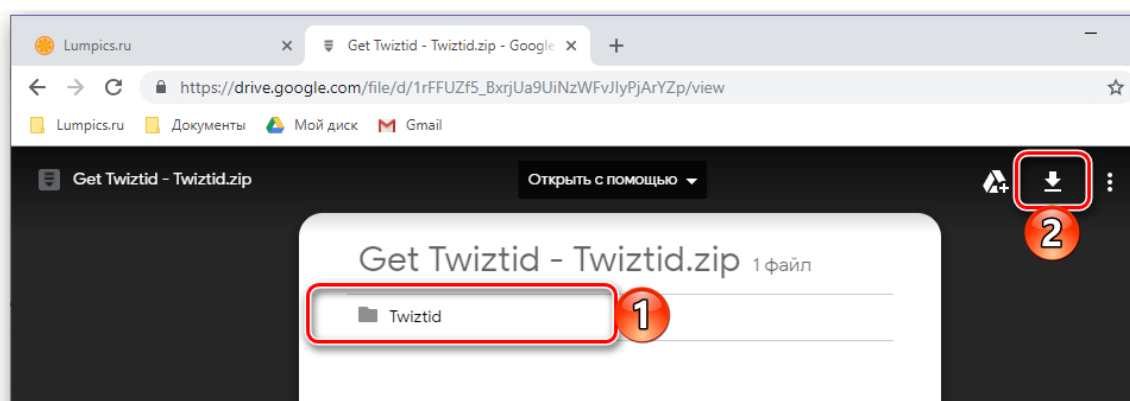 Lumpics.ru
Get Twiztid - Twiztid.zip - Google
https://drive.google.com/file/d/1rFFUZf5_BxrjUa9UiNzWFvJlyPjArYZp/view
Lumpics.ru Документы Мой диск Gmail
Get Twiztid - Twiztid.zip Открыть с помощью
2
Get Twiztid - Twiztid.zip 1 файл
Twiztid 1